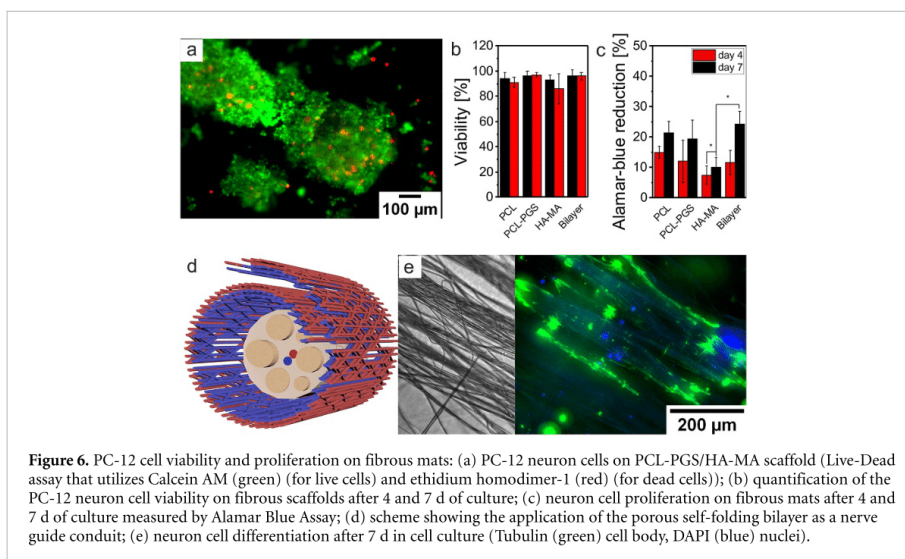 a
100 µm
b
120
100
80
60
40
20
0
Viability [%]
PCL
PCL-PGS
HA-MA
Bilayer
c
50
40
30
20
10
0
Alamar-blue reduction [%]
day 4
day 7
*
*
PCL
PCL-PGS
HA-MA
Bilayer
d
e
200 µm
Figure 6. PC-12 cell viability and proliferation on fibrous mats: (a) PC-12 neuron cells on PCL-PGS/HA-MA scaffold (Live-Dead
assay that utilizes Calcein AM (green) (for live cells) and ethidium homodimer-1 (red) (for dead cells)); (b) quantification of the
PC-12 neuron cell viability on fibrous scaffolds after 4 and 7 d of culture; (c) neuron cell proliferation on fibrous mats after 4 and
7 d of culture measured by Alamar Blue Assay; (d) scheme showing the application of the porous self-folding bilayer as a nerve
guide conduit; (e) neuron cell differentiation after 7 d in cell culture (Tubulin (green) cell body, DAPI (blue) nuclei).